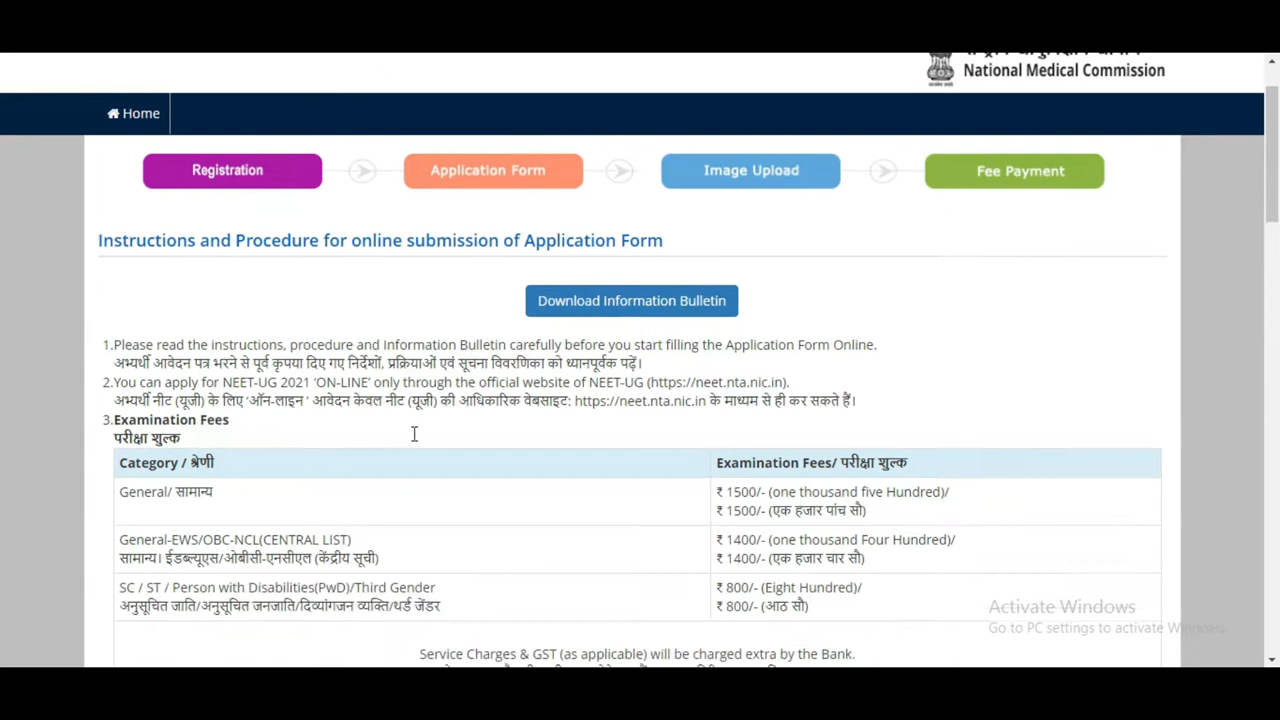 National Medical Commission
Home
Registration
Application Form
Image Upload
Fee Payment
Instructions and Procedure for online submission of Application Form
Download Information Bulletin
1.Please read the instructions, procedure and Information Bulletin carefully before you start filling the Application Form Online.
अभ्यर्थी आवेदन पत्र भरने से पूर्व कृपया दिए गए निर्देशों, प्रक्रियाओं एवं सूचना विवरणिका को ध्यानपूर्वक पढ़ें।
2.You can apply for NEET-UG 2021 ‘ON-LINE’ only through the official website of NEET-UG (https://neet.nta.nic.in).
अभ्यर्थी नीट (यूजी) के लिए ‘ऑन-लाइन ‘ आवेदन केवल नीट (यूजी) की आधिकारिक वेबसाइट: https://neet.nta.nic.in के माध्यम से ही कर सकते हैं।
3.Examination Fees
परीक्षा शुल्क
Category / श्रेणी
Examination Fees/ परीक्षा शुल्क
General/ सामान्य
₹ 1500/- (one thousand five Hundred)/
₹ 1500/- (एक हजार पांच सौ)
General-EWS/OBC-NCL(CENTRAL LIST)
सामान्य। ईडब्ल्यूएस/ओबीसी-एनसीएल (केंद्रीय सूची)
₹ 1400/- (one thousand Four Hundred)/
₹ 1400/- (एक हजार चार सौ)
SC / ST / Person with Disabilities(PwD)/Third Gender
अनुसूचित जाति/अनुसूचित जनजाति/दिव्यांगजन व्यक्ति/थर्ड जेंडर
₹ 800/- (Eight Hundred)/
₹ 800/- (आठ सौ)
Activate Windows
Go to PC settings to activate Windows.
Service Charges & GST (as applicable) will be charged extra by the Bank.